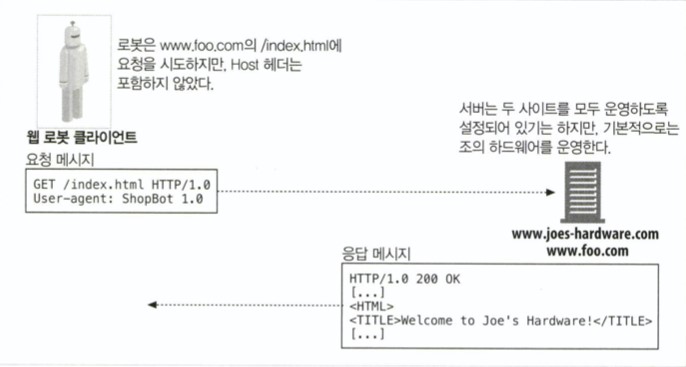 로봇은 www.foo.com의 /index.html에
요청을 시도하지만, Host 헤더는
포함하지 않았다.
웹 로봇 클라이언트
요청 메시지
GET /index.html HTTP/1.0
User-agent: ShopBot 1.0
서버는 두 사이트를 모두 운영하도록
설정되어 있기는 하지만, 기본적으로는
조의 하드웨어를 운영한다.
www.joes-hardware.com
www.foo.com
응답 메시지
HTTP/1.0 200 OK
[...]
<HTML>
<TITLE>Welcome to Joe's Hardware!</TITLE>
[...]